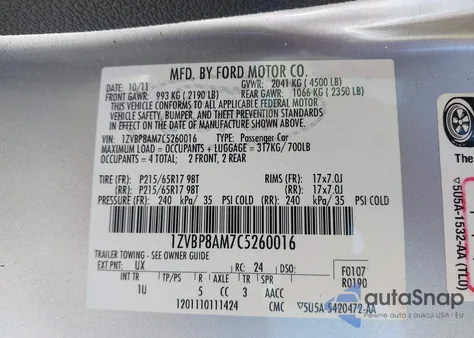 MFD. BY FORD MOTOR CO.
DATE: 10/11 GVWR: 2041 KG (4500 LB)
FRONT GAWR: 993 KG (2190 LB) REAR GAWR: 1066 KG (2350 LB)
THIS VEHICLE CONFORMS TO ALL APPLICABLE FEDERAL MOTOR
VEHICLE SAFETY, BUMPER, AND THEFT PREVENTION STANDARDS
IN EFFECT ON THE DATE OF MANUFACTURE SHOWN ABOVE.
VIN: 1ZVBP8AM7C5260016 TYPE: Passenger Car
MAXIMUM LOAD = OCCUPANTS + LUGGAGE = 317KG/700LB
OCCUPANTS = 4 TOTAL; 2 FRONT, 2 REAR
TIRE (FR): P215/65R17 98T RIMS (FR): 17x7.0J
(RR): P215/65R17 98T (RR): 17x7.0J
PRESSURE (FR): 240 kPa/ 35 PSI COLD (RR): 240 kPa/ 35 PSI COLD
1ZVBP8AM7C5260016
TRAILER TOWING - SEE OWNER GUIDE
EXT PNT: UX RC: 24 DSO: F0107
R0190
INT TR TP/PS R AXLE TR SPR
1U 5 CC 3 AACC
1201110111424 CMC 5U5A-5420472-AA
5U5A-1532-AA (TLO)
autoSnap
Pewne auta z aukcji USA i EU